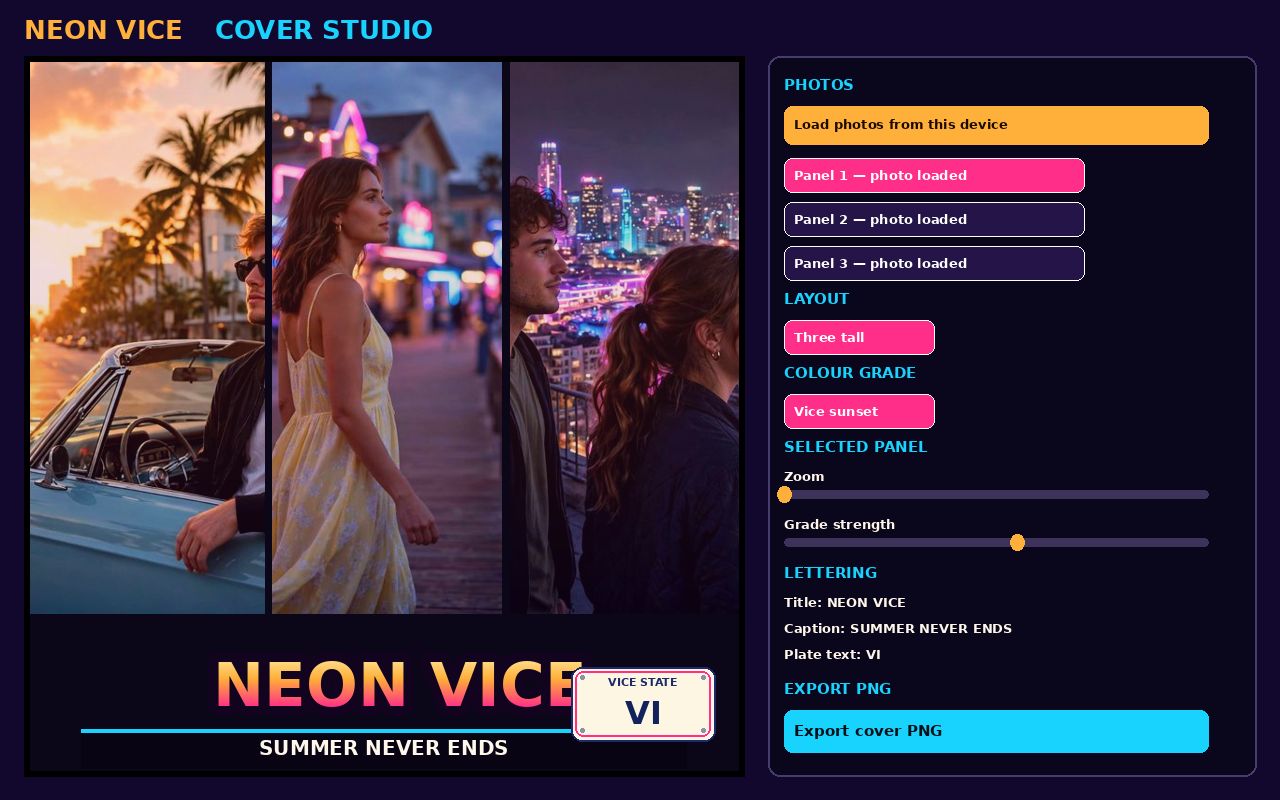 NEON VICE COVER STUDIO
NEON VICE
VICE STATE
VI
SUMMER NEVER ENDS
PHOTOS
Load photos from this device
Panel 1 — photo loaded
Panel 2 — photo loaded
Panel 3 — photo loaded
LAYOUT
Three tall
COLOUR GRADE
Vice sunset
SELECTED PANEL
Zoom
Grade strength
LETTERING
Title: NEON VICE
Caption: SUMMER NEVER ENDS
Plate text: VI
EXPORT PNG
Export cover PNG